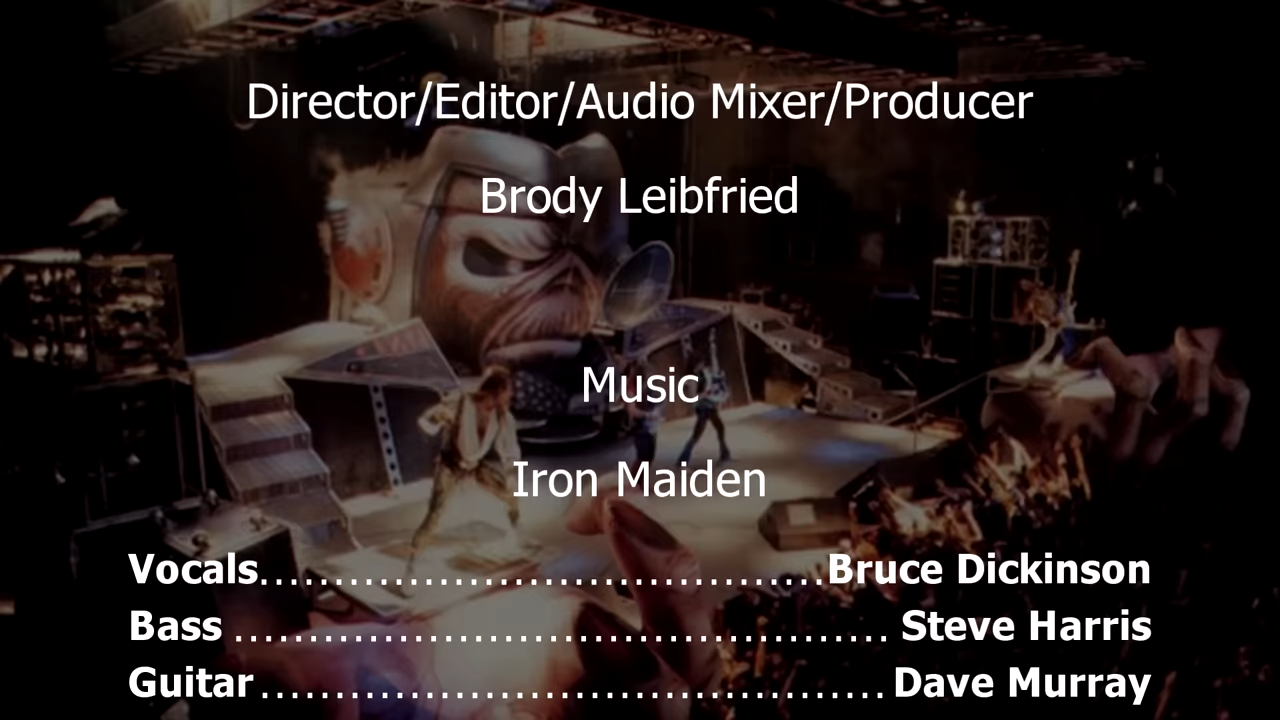 Director/Editor/Audio Mixer/Producer
Brody Leibfried
Music
Iron Maiden
Vocals.....................................Bruce Dickinson
Bass ......................................... Steve Harris
Guitar......................................... Dave Murray